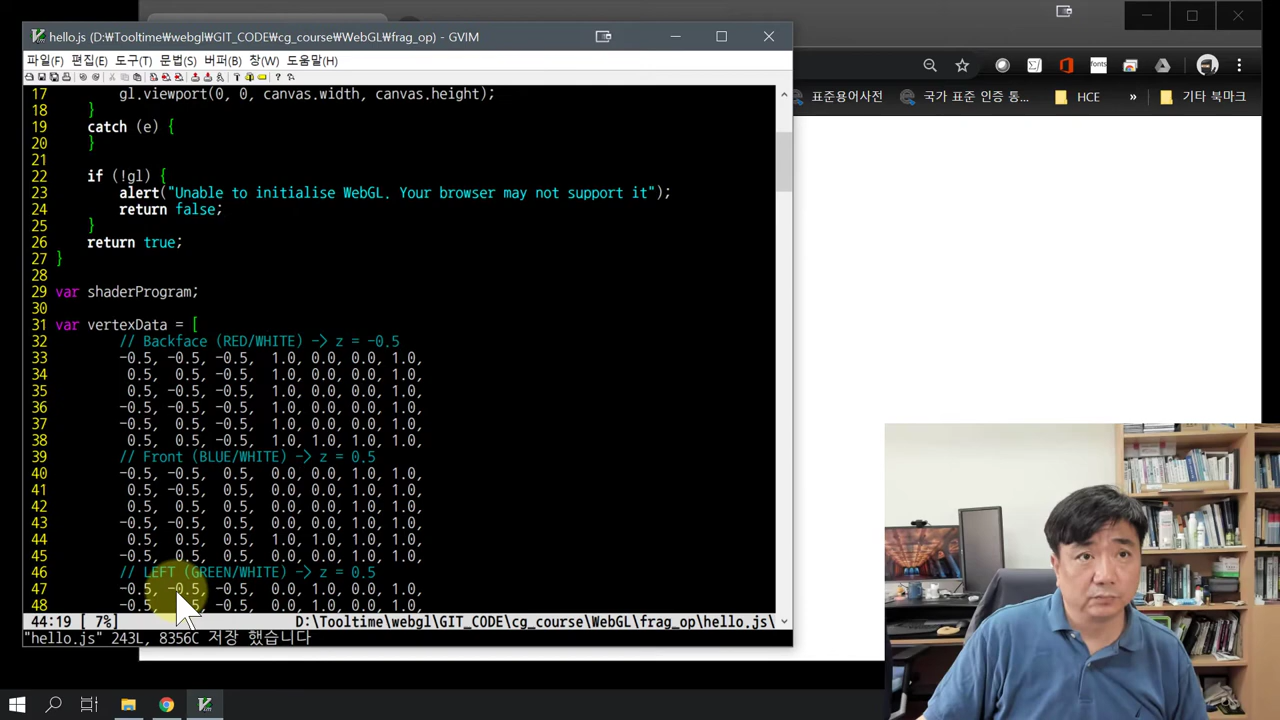 hello.js (D:₩Tooltime₩webgl₩GIT_CODE₩cg_course₩WebGL₩frag_op) - GVIM
파일(F) 편집(E) 도구(T) 문법(S) 버퍼(B) 창(W) 도움말(H)
fonts
표준용어사전 국가 표준 인증 통... HCE » 기타 북마크
17 gl.viewport(0, 0, canvas.width, canvas.height);
18 }
19 catch (e) {
20 }
21
22 if (!gl) {
23 alert("Unable to initialise WebGL. Your browser may not support it");
24 return false;
25 }
26 return true;
27 }
28
29 var shaderProgram;
30
31 var vertexData = [
32 // Backface (RED/WHITE) -> z = -0.5
33 -0.5, -0.5, -0.5, 1.0, 0.0, 0.0, 1.0,
34 0.5, 0.5, -0.5, 1.0, 0.0, 0.0, 1.0,
35 0.5, -0.5, -0.5, 1.0, 0.0, 0.0, 1.0,
36 -0.5, -0.5, -0.5, 1.0, 0.0, 0.0, 1.0,
37 -0.5, 0.5, -0.5, 1.0, 0.0, 0.0, 1.0,
38 0.5, 0.5, -0.5, 1.0, 1.0, 1.0, 1.0,
39 // Front (BLUE/WHITE) -> z = 0.5
40 -0.5, -0.5, 0.5, 0.0, 0.0, 1.0, 1.0,
41 0.5, 0.5, 0.5, 0.0, 0.0, 1.0, 1.0,
42 0.5, -0.5, 0.5, 0.0, 0.0, 1.0, 1.0,
43 -0.5, -0.5, 0.5, 0.0, 0.0, 1.0, 1.0,
44 0.5, 0.5, 0.5, 1.0, 0.0, 1.0, 1.0,
45 -0.5, 0.5, 0.5, 0.0, 0.0, 1.0, 1.0,
46 // LEFT (GREEN/WHITE) -> z = 0.5
47 -0.5, -0.5, -0.5, 0.0, 1.0, 0.0, 1.0,
48 -0.5, 0.5, -0.5, 0.0, 1.0, 0.0, 1.0,
44:19 [ 7%] D:\Tooltime\webgl\GIT_CODE\cg_course\WebGL\frag_op\hello.js\
"hello.js" 243L, 8356C 저장 했습니다